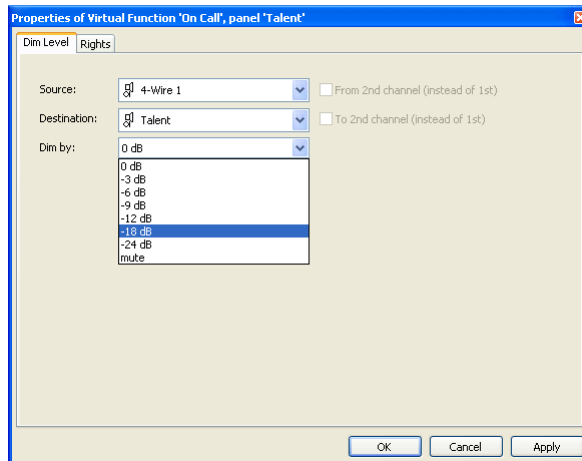 Properties of Virtual Function 'On Call', panel 'Talent'
Dim Level Rights
Source: 4-Wire 1 From 2nd channel (instead of 1st)
Destination: Talent To 2nd channel (instead of 1st)
Dim by: 0 dB
0 dB
-3 dB
-6 dB
-9 dB
-12 dB
-18 dB
-24 dB
mute
OK Cancel Apply